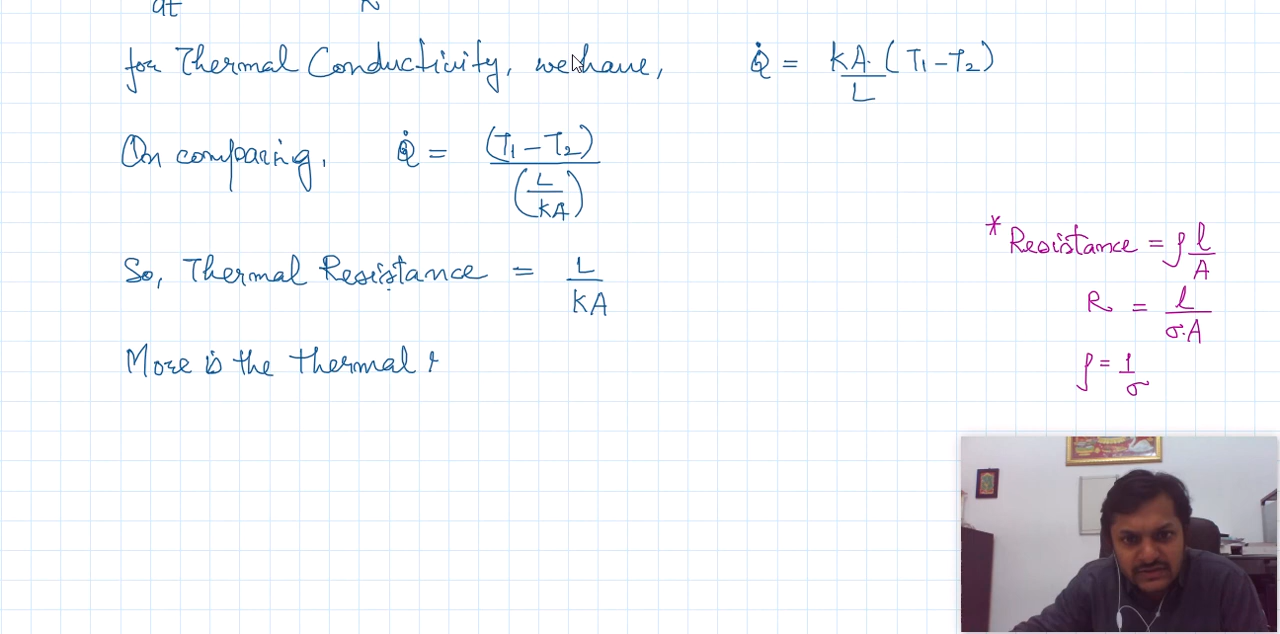 dt R
for Thermal Conductivity, we have, Q̇ = kA/L (T1 - T2)
On comparing, Q̇ = (T1 - T2) / (L/kA)
* Resistance = ρ l/A
So, Thermal Resistance = L/kA
R = l/σ.A
More is the thermal r
ρ = 1/σ